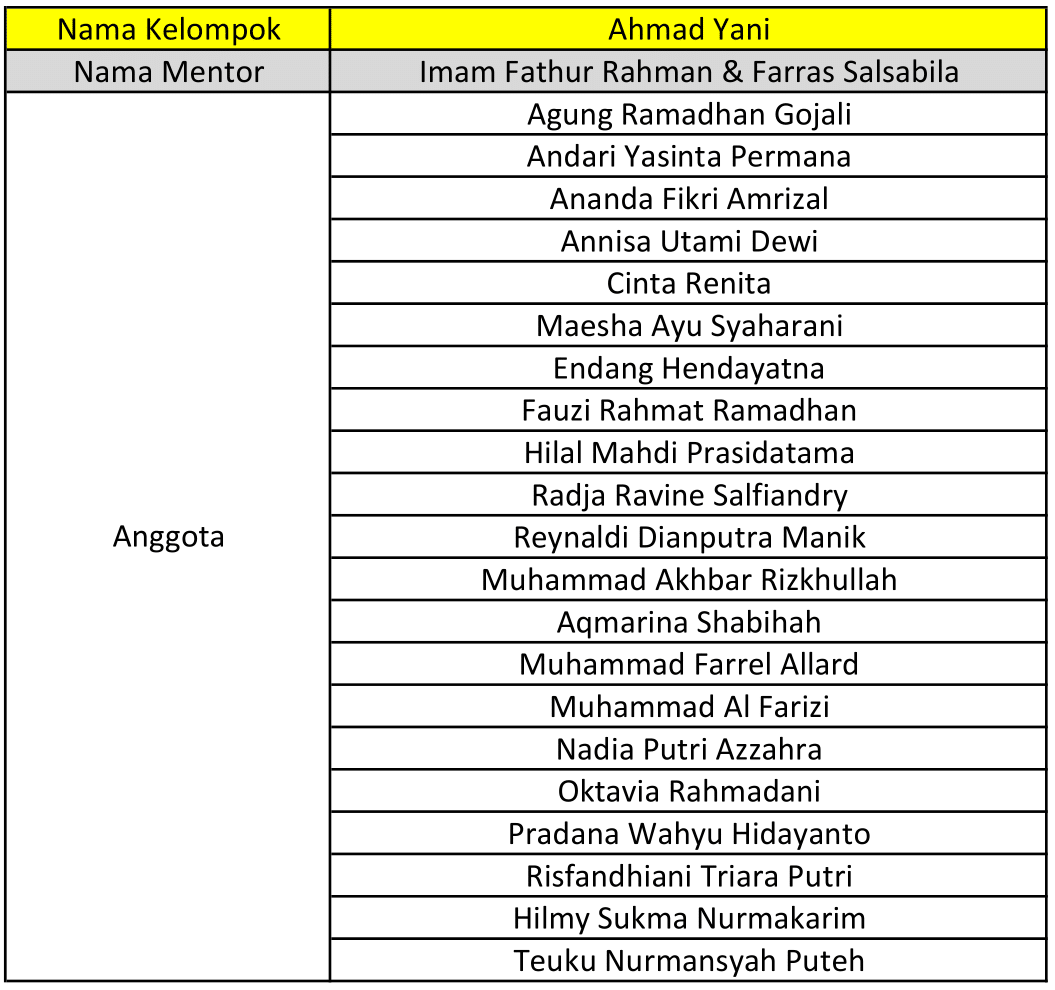 Nama Kelompok Ahmad Yani
Nama Mentor Imam Fathur Rahman & Farras Salsabila
Anggota
Agung Ramadhan Gojali
Andari Yasinta Permana
Ananda Fikri Amrizal
Annisa Utami Dewi
Cinta Renita
Maesha Ayu Syaharani
Endang Hendayatna
Fauzi Rahmat Ramadhan
Hilal Mahdi Prasidatama
Radja Ravine Salfiandry
Reynaldi Dianputra Manik
Muhammad Akhbar Rizkhullah
Aqmarina Shabihah
Muhammad Farrel Allard
Muhammad Al Farizi
Nadia Putri Azzahra
Oktavia Rahmadani
Pradana Wahyu Hidayanto
Risfandhiani Triara Putri
Hilmy Sukma Nurmakarim
Teuku Nurmansyah Puteh